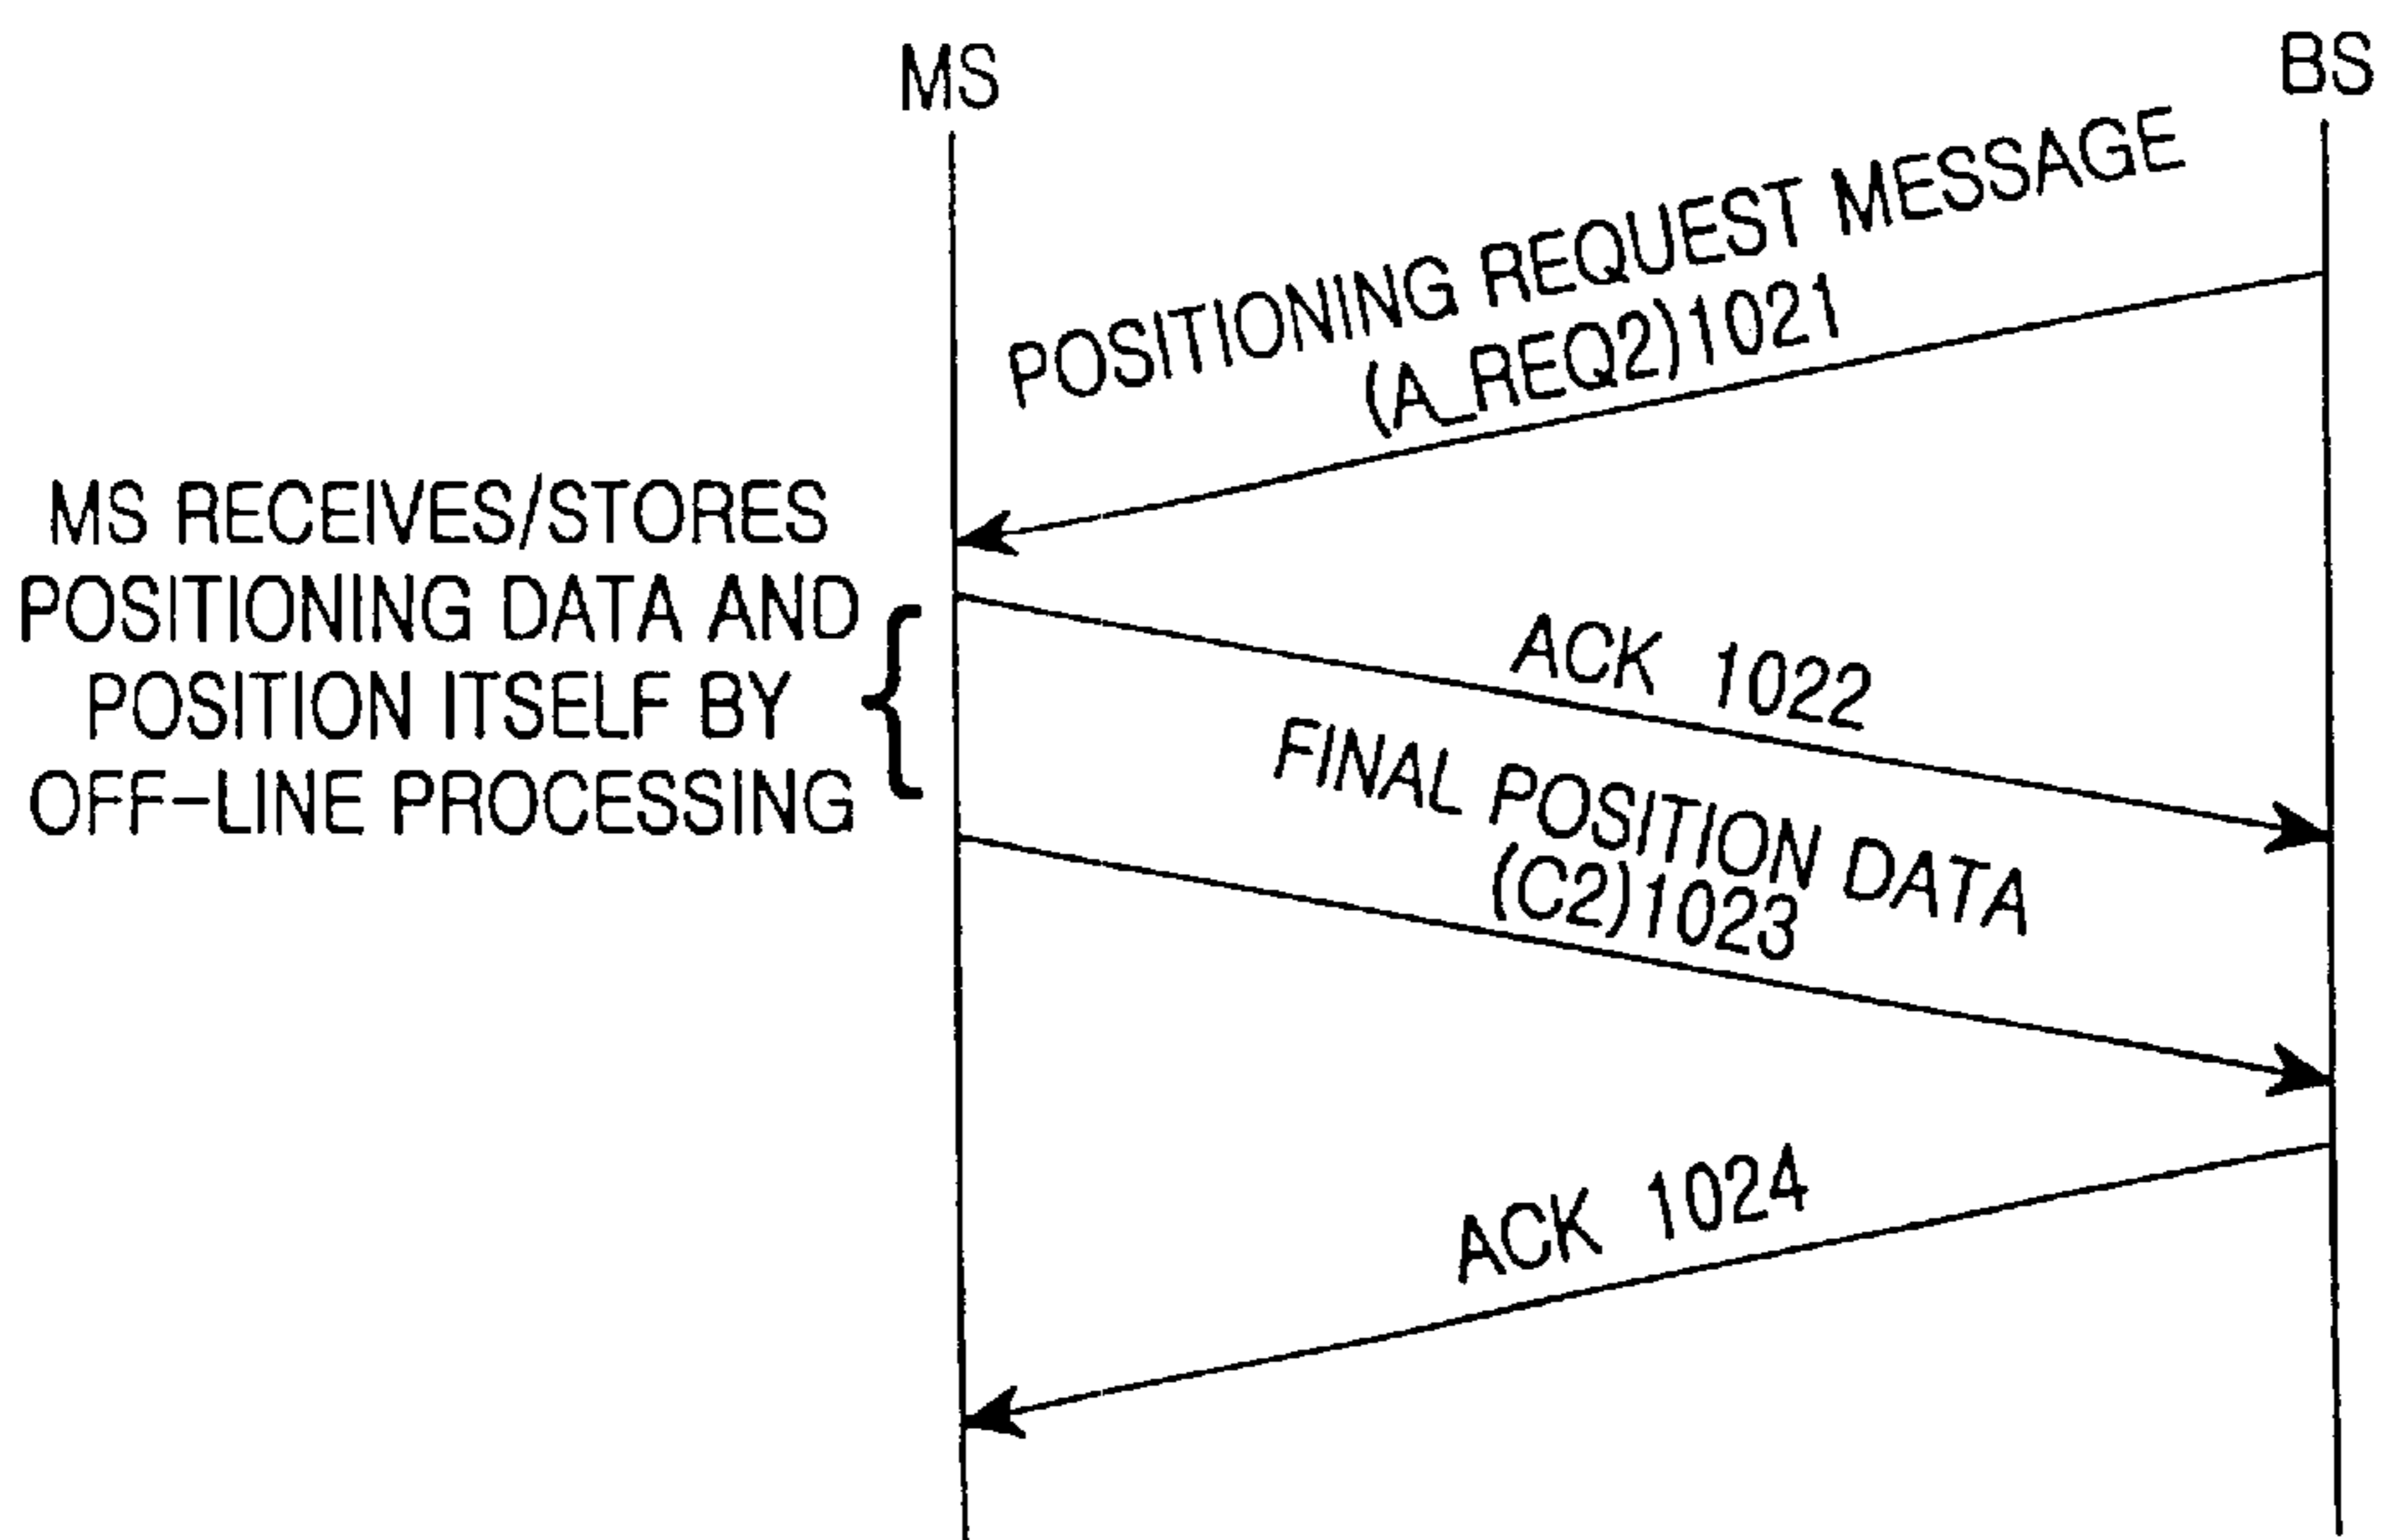 MS
BS
POSITIONING REQUEST MESSAGE
(A_REQ2)1021
MS RECEIVES/STORES
POSITIONING DATA AND
POSITION ITSELF BY
OFF-LINE PROCESSING
ACK 1022
FINAL POSITION DATA
(C2)1023
ACK 1024